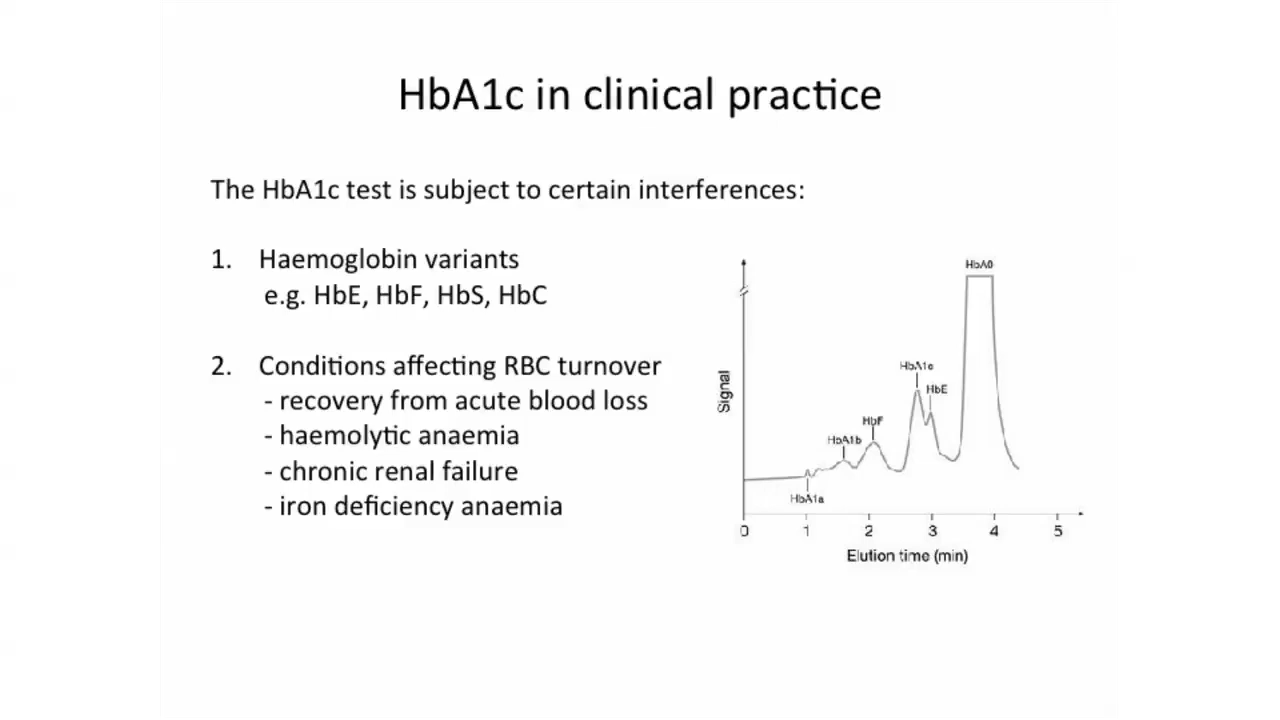 HbA1c in clinical practice
The HbA1c test is subject to certain interferences:
1. Haemoglobin variants
e.g. HbE, HbF, HbS, HbC
2. Conditions affecting RBC turnover
- recovery from acute blood loss
- haemolytic anaemia
- chronic renal failure
- iron deficiency anaemia
HbA0
HbA1c
HbE
HbF
HbA1b
HbA1a
Signal
0 1 2 3 4 5
Elution time (min)